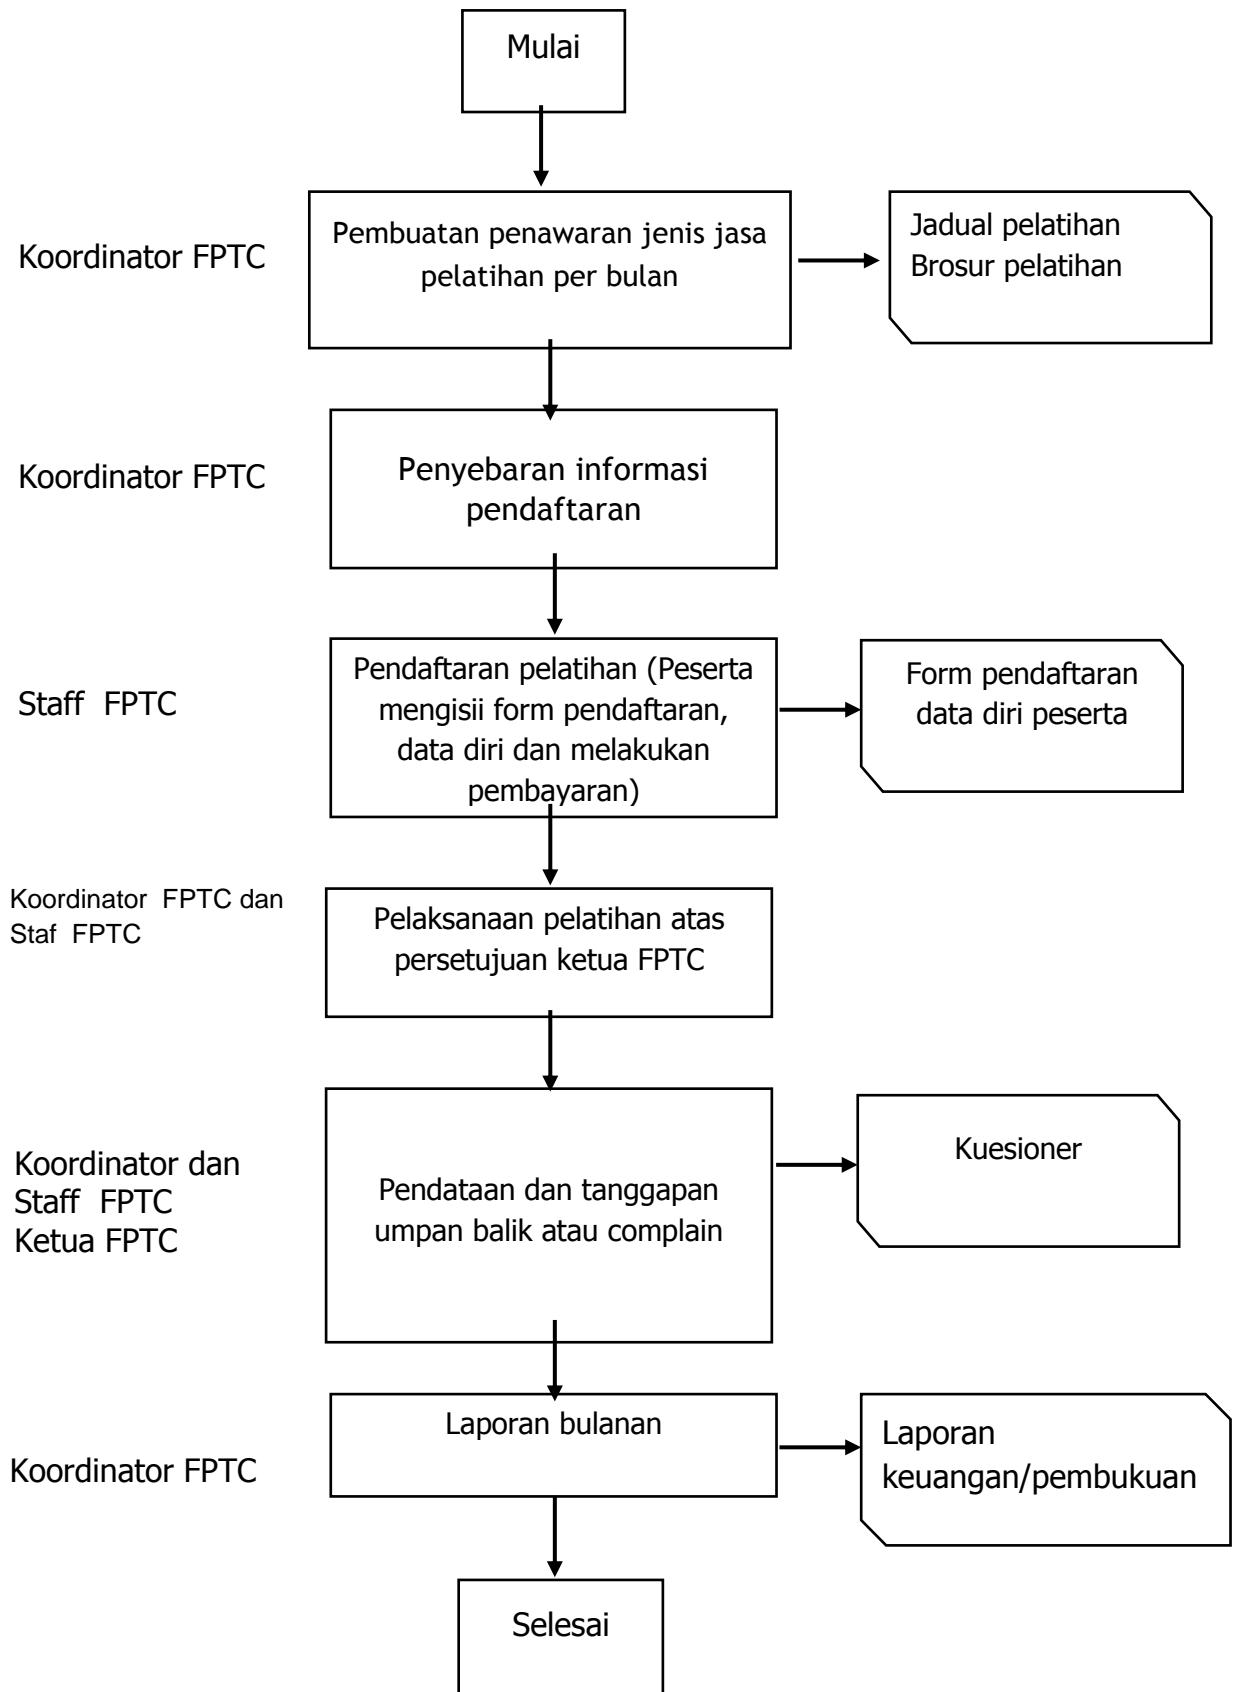 Mulai
Koordinator FPTC
Pembuatan penawaran jenis jasa
pelatihan per bulan
Jadual pelatihan
Brosur pelatihan
Koordinator FPTC
Penyebaran informasi
pendaftaran
Staff  FPTC
Pendaftaran pelatihan (Peserta
mengisii form pendaftaran,
data diri dan melakukan
pembayaran)
Form pendaftaran
data diri peserta
Koordinator  FPTC dan
Staf  FPTC
Pelaksanaan pelatihan atas
persetujuan ketua FPTC
Koordinator dan
Staff  FPTC
Ketua FPTC
Pendataan dan tanggapan
umpan balik atau complain
Kuesioner
Koordinator FPTC
Laporan bulanan
Laporan
keuangan/pembukuan
Selesai